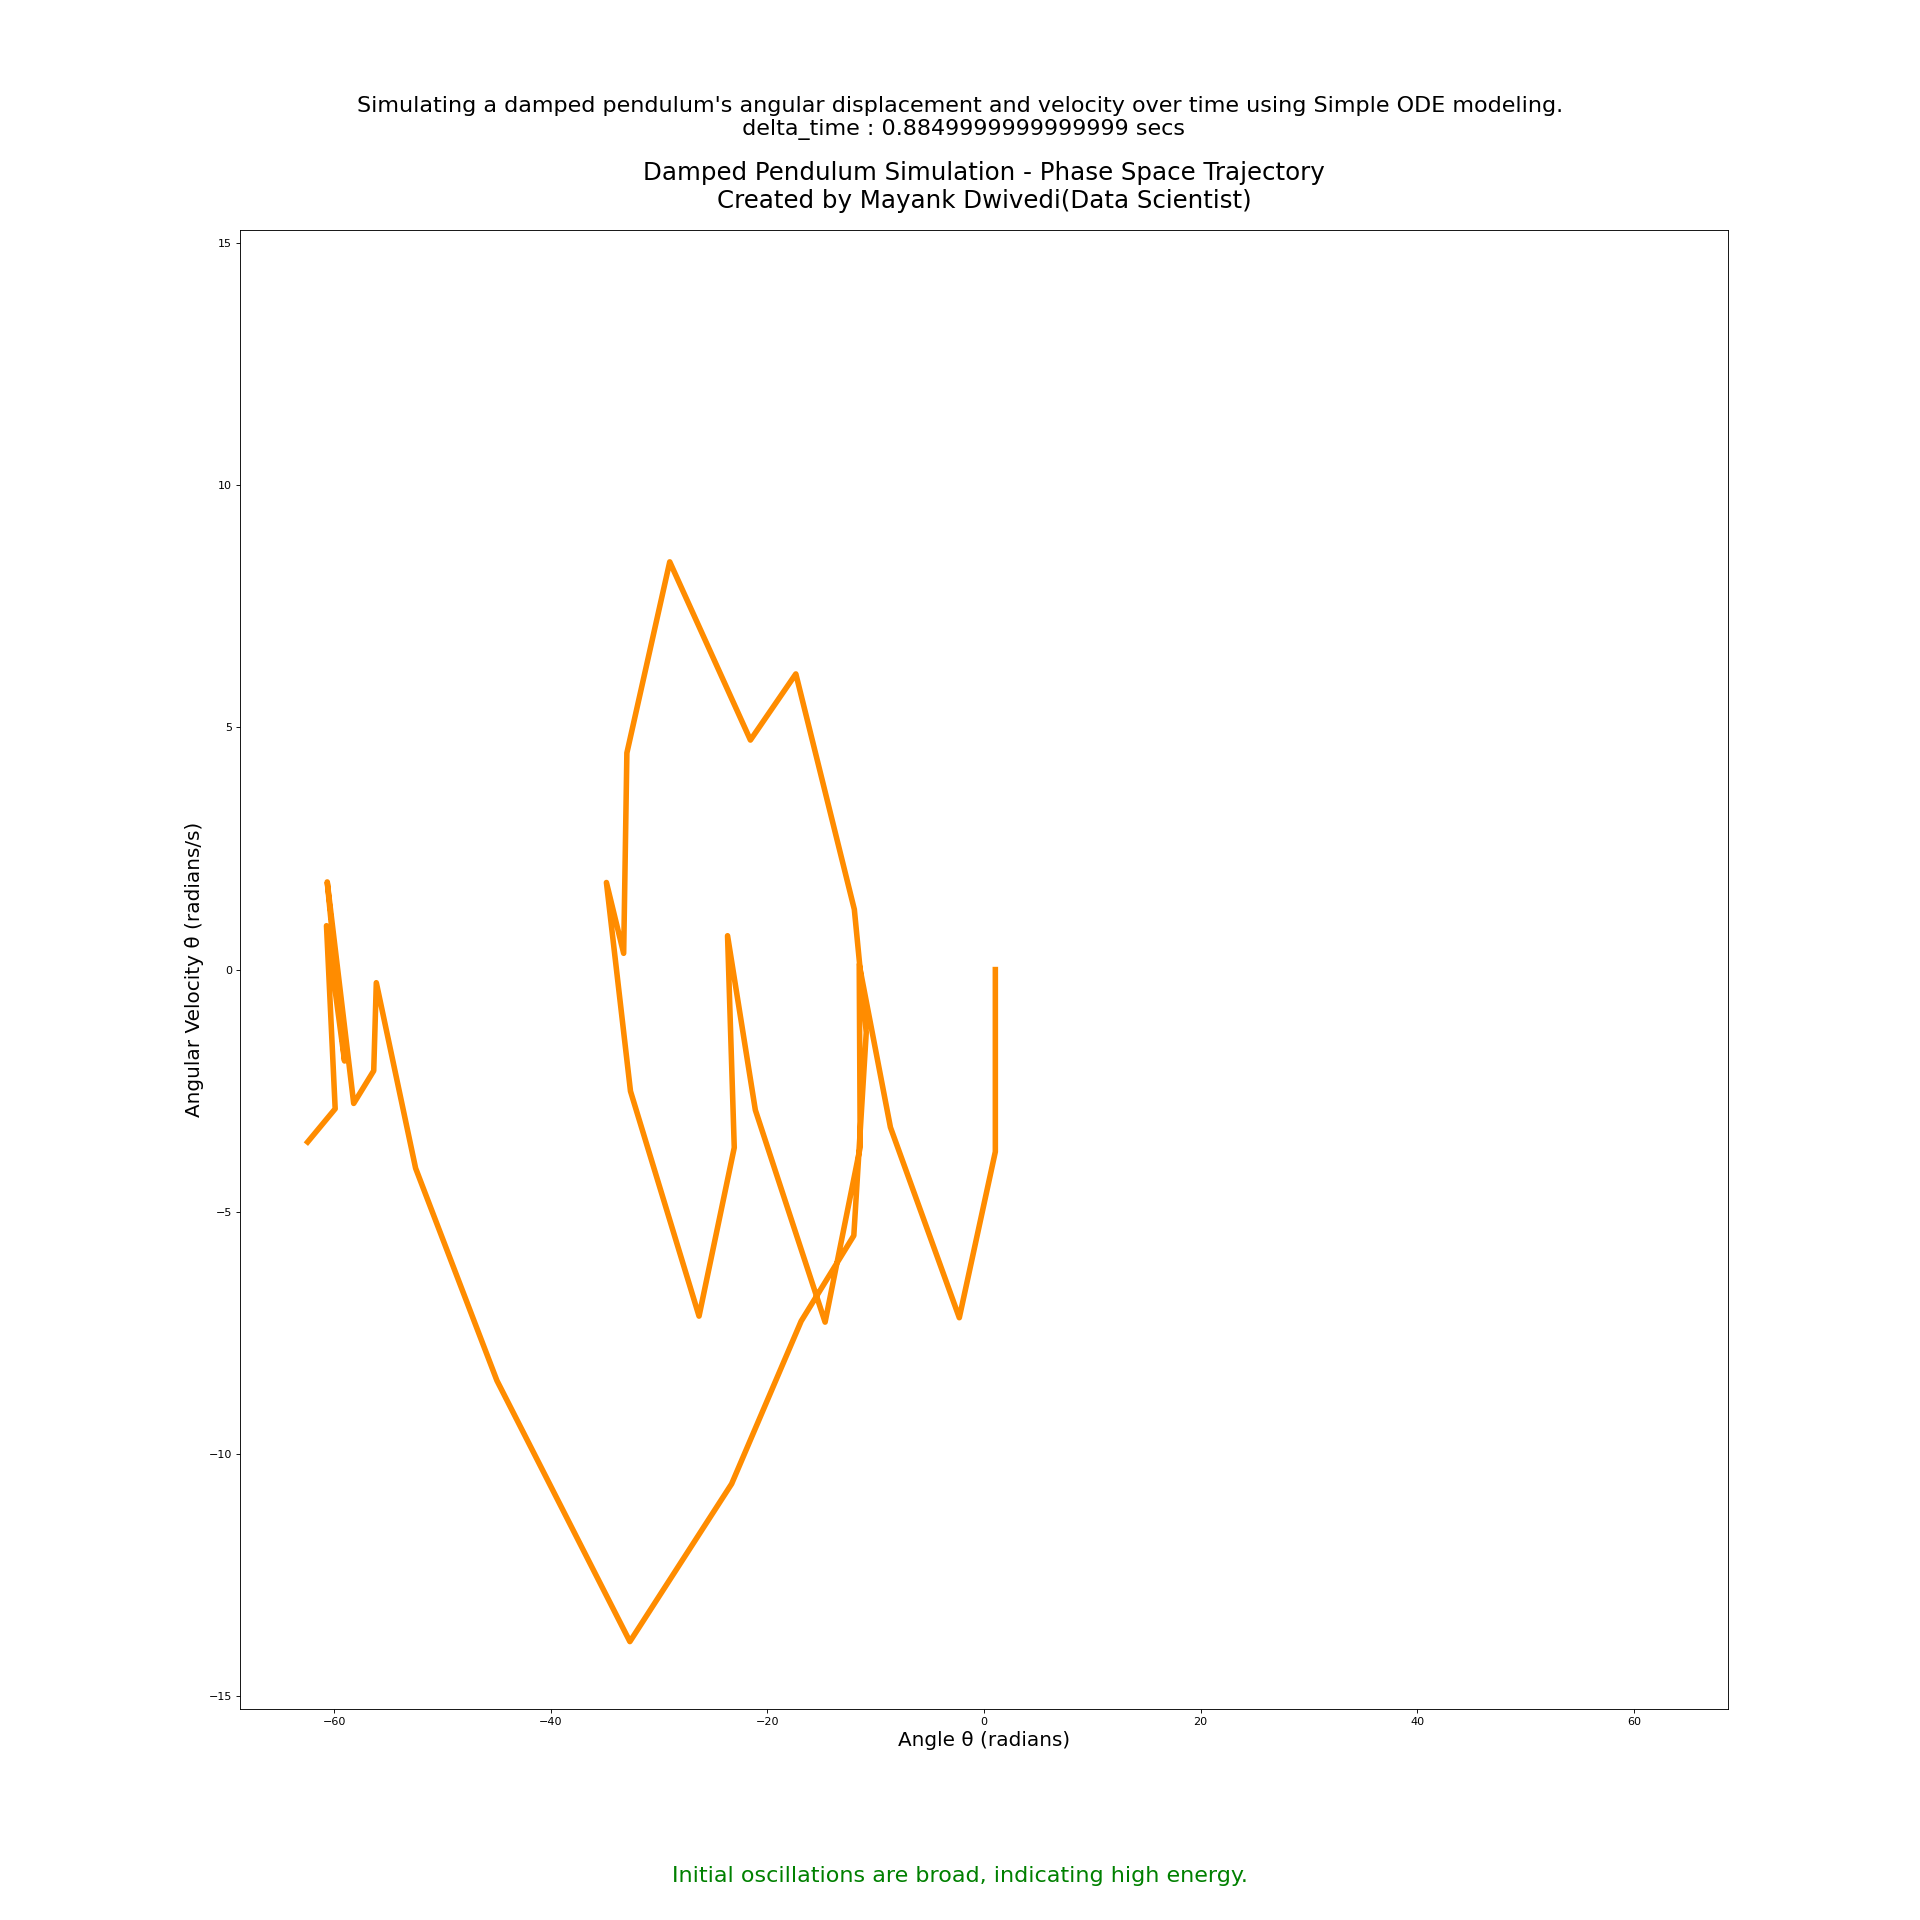 Simulating a damped pendulum's angular displacement and velocity over time using Simple ODE modeling.
delta_time : 0.8849999999999999 secs
Damped Pendulum Simulation - Phase Space Trajectory
Created by Mayank Dwivedi(Data Scientist)
15
10
5
0
−5
−10
−15
Angular Velocity θ (radians/s)
−60
−40
−20
0
20
40
60
Angle θ (radians)
Initial oscillations are broad, indicating high energy.